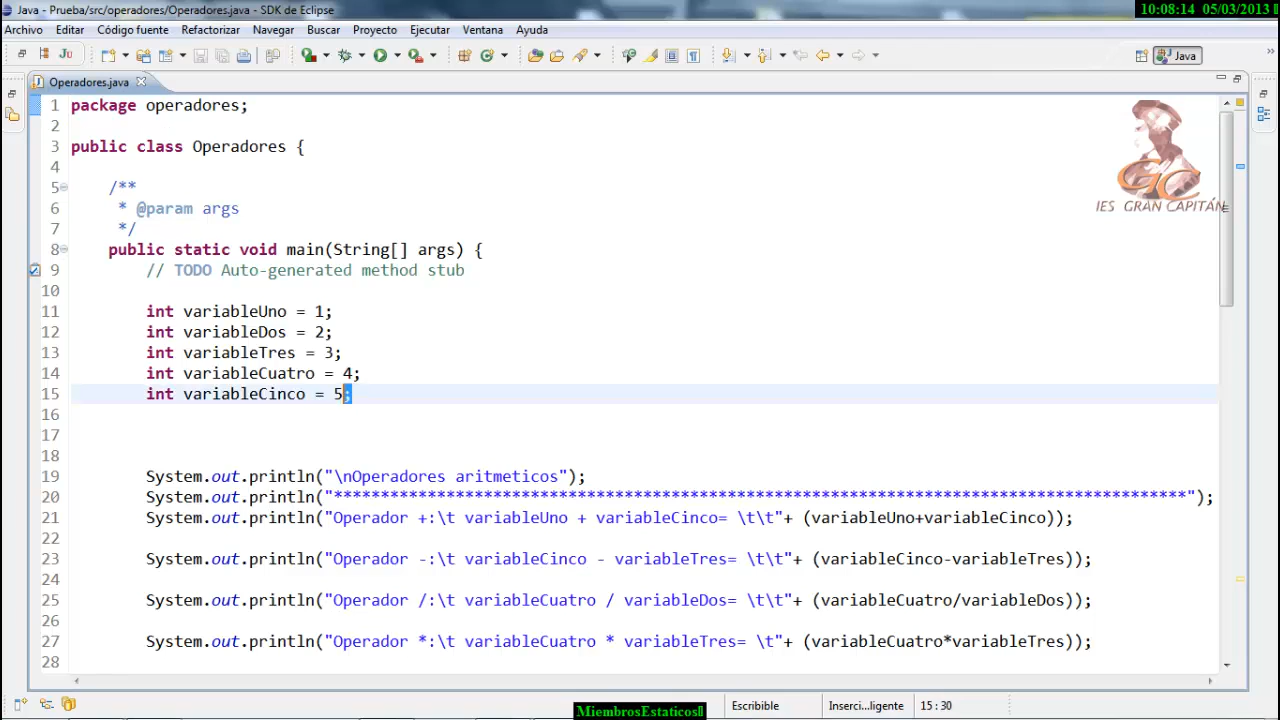 Java - Prueba/src/operadores/Operadores.java - SDK de Eclipse
10:08:14 05/03/2013
Archivo Editar Código fuente Refactorizar Navegar Buscar Proyecto Ejecutar Ventana Ayuda
Java
Operadores.java
1 package operadores;
2
3 public class Operadores {
4
5 /**
6 * @param args
7 */
8 public static void main(String[] args) {
9 // TODO Auto-generated method stub
10
11 int variableUno = 1;
12 int variableDos = 2;
13 int variableTres = 3;
14 int variableCuatro = 4;
15 int variableCinco = 5;
16
17
18
19 System.out.println("\nOperadores aritmeticos");
20 System.out.println("*******************************************************************************************");
21 System.out.println("Operador +:\t variableUno + variableCinco= \t\t"+ (variableUno+variableCinco));
22
23 System.out.println("Operador -:\t variableCinco - variableTres= \t\t"+ (variableCinco-variableTres));
24
25 System.out.println("Operador /:\t variableCuatro / variableDos= \t\t"+ (variableCuatro/variableDos));
26
27 System.out.println("Operador *:\t variableCuatro * variableTres= \t"+ (variableCuatro*variableTres));
28
GC
IES GRAN CAPITÁN
MiembrosEstaticos
Escribible
Inserci...ligente
15 : 30